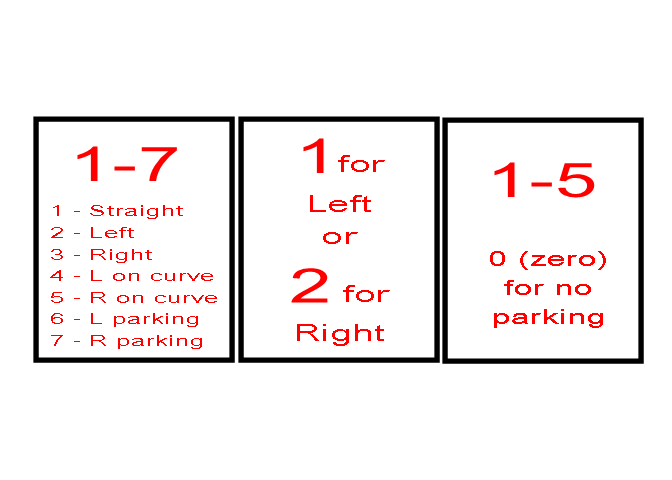 1-7
1 - Straight
2 - Left
3 - Right
4 - L on curve
5 - R on curve
6 - L parking
7 - R parking
1 for
Left
or
2 for
Right
1-5
0 (zero)
for no
parking